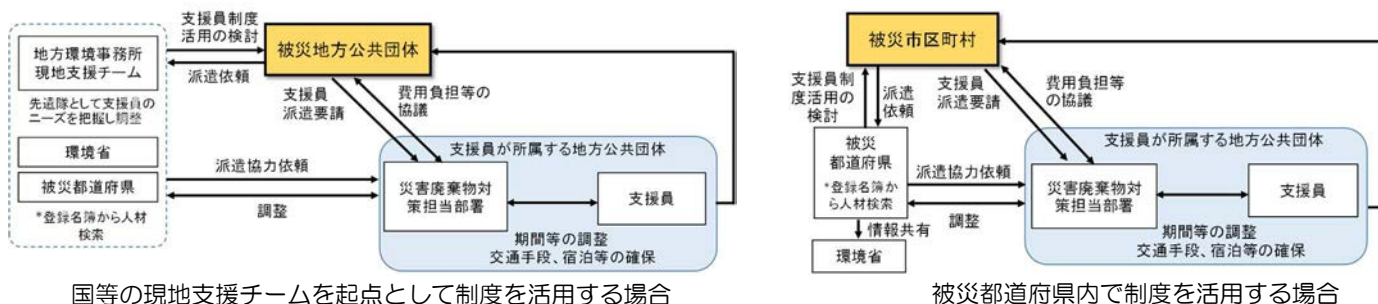 支援員制度
活用の検討
被災地方公共団体
地方環境事務所
現地支援チーム
派遣依頼
先遣隊として支援員の
ニーズを把握し調整
支援員
派遣要請
費用負担等の
協議
環境省
被災都道府県
*登録名簿から人材
検索
派遣協力依頼
調整
支援員が所属する地方公共団体
災害廃棄物対
策担当部署
支援員
期間等の調整
交通手段、宿泊等の確保
国等の現地支援チームを起点として制度を活用する場合
被災市区町村
支援員制
度活用の
検討
派遣
依頼
支援員
派遣要請
費用負担等
の協議
被災
都道府県
*登録名簿か
ら人材検索
派遣協力依頼
調整
情報共有
環境省
支援員が所属する地方公共団体
災害廃棄物対
策担当部署
支援員
期間等の調整
交通手段、宿泊等の確保
被災都道府県内で制度を活用する場合